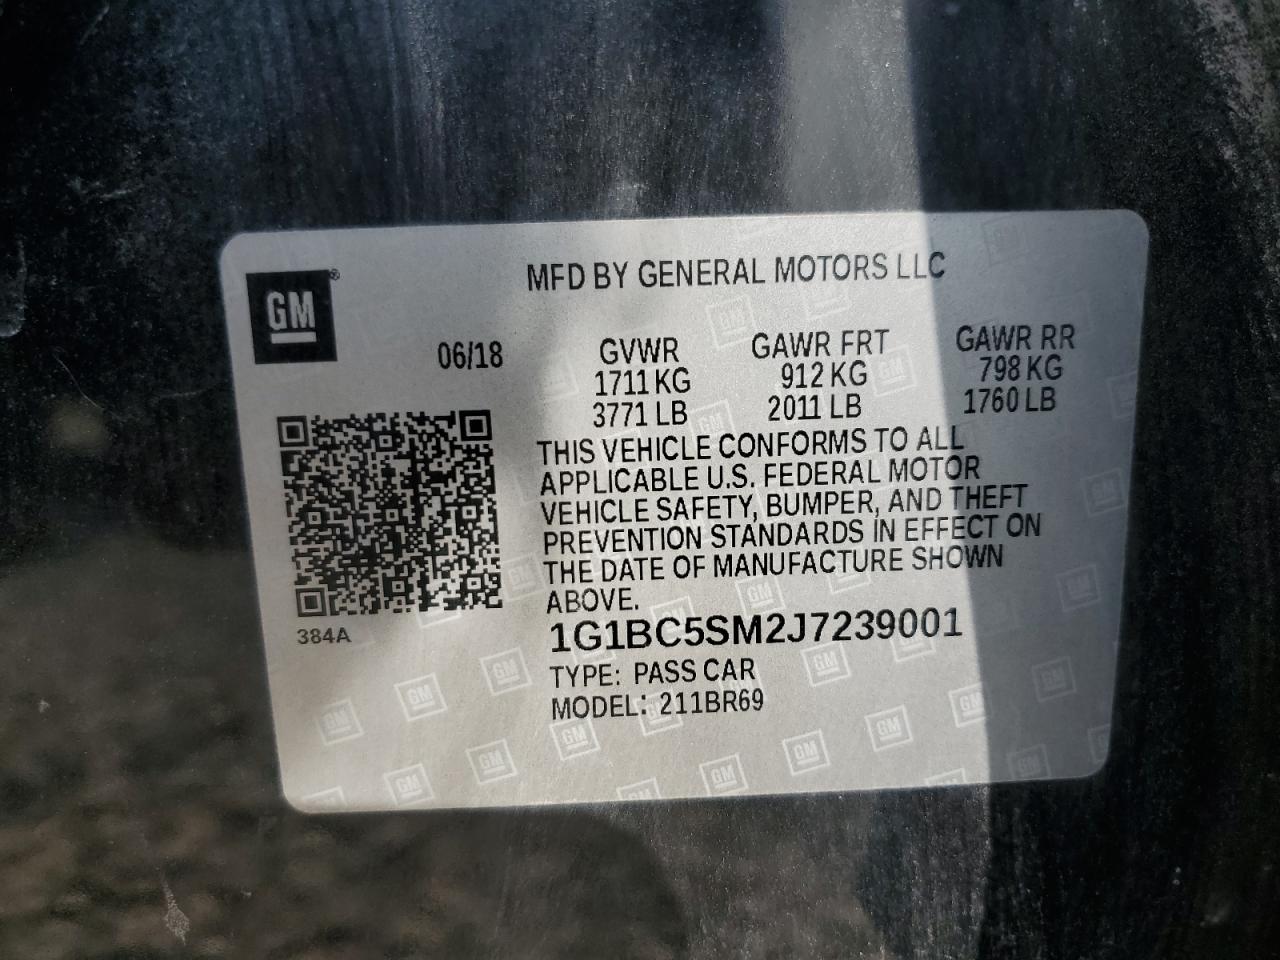 MFD BY GENERAL MOTORS LLC
GM®
06/18
GVWR GAWR FRT GAWR RR
1711 KG 912 KG 798 KG
3771 LB 2011 LB 1760 LB
THIS VEHICLE CONFORMS TO ALL
APPLICABLE U.S. FEDERAL MOTOR
VEHICLE SAFETY, BUMPER, AND THEFT
PREVENTION STANDARDS IN EFFECT ON
THE DATE OF MANUFACTURE SHOWN
ABOVE.
384A
1G1BC5SM2J7239001
TYPE: PASS CAR
MODEL: 211BR69